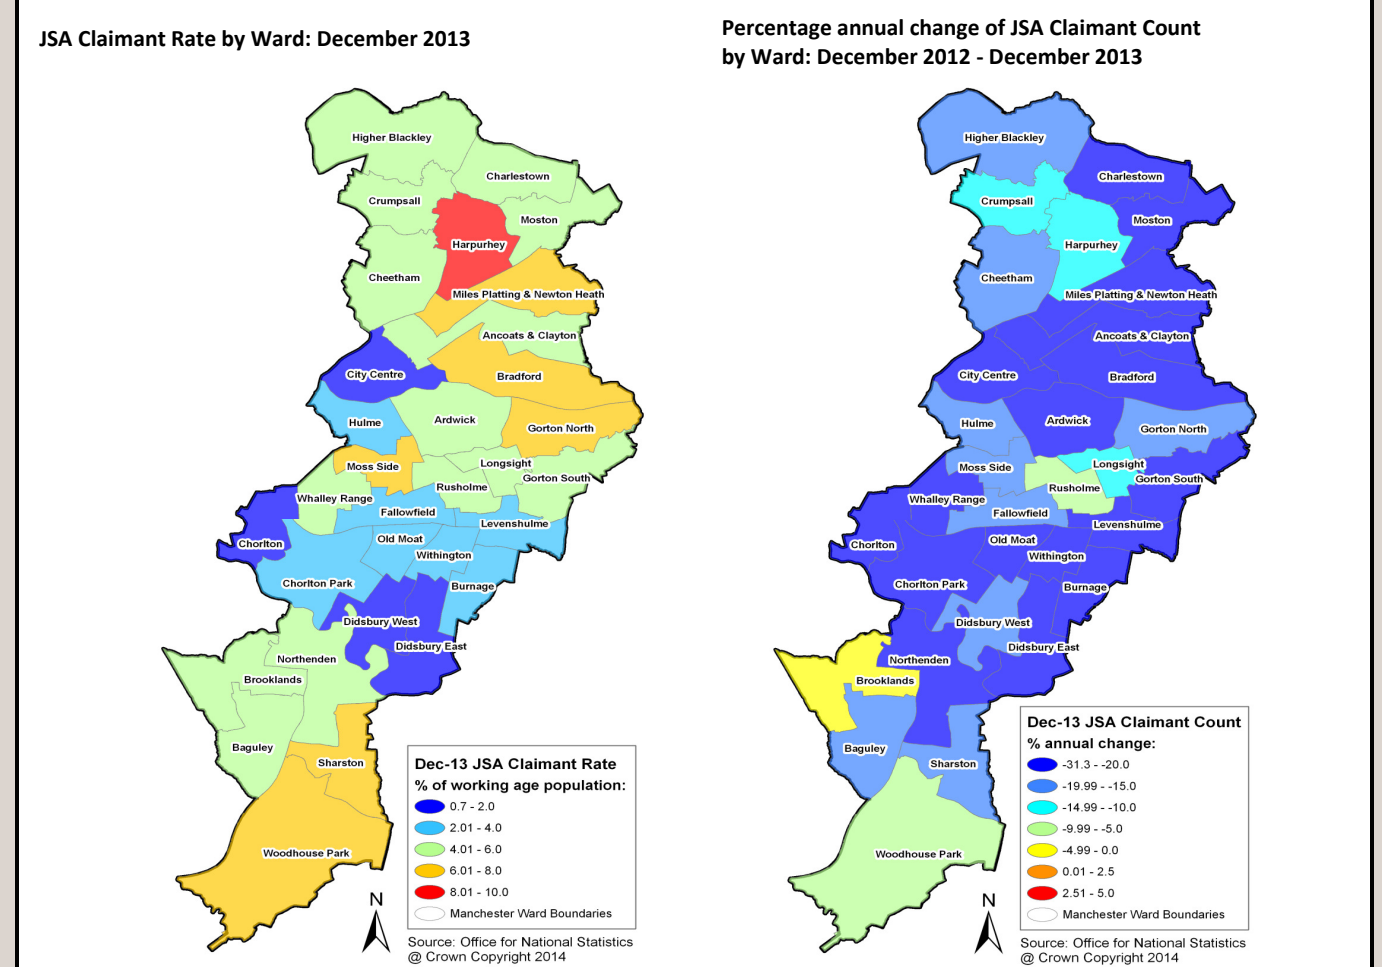 JSA Claimant Rate by Ward: December 2013
Higher Blackley
Charlestown
Crumpsall
Moston
Harpurhey
Cheetham
Miles Platting & Newton Heath
Ancoats & Clayton
City Centre
Bradford
Hulme
Ardwick
Gorton North
Moss Side
Longsight
Gorton South
Rusholme
Whalley Range
Fallowfield
Levenshulme
Old Moat
Chorlton
Withington
Chorlton Park
Burnage
Didsbury West
Didsbury East
Northenden
Brooklands
Baguley
Sharston
Woodhouse Park
Dec-13 JSA Claimant Rate
% of working age population:
0.7 - 2.0
2.01 - 4.0
4.01 - 6.0
6.01 - 8.0
8.01 - 10.0
Manchester Ward Boundaries
N
Source: Office for National Statistics
@ Crown Copyright 2014
Percentage annual change of JSA Claimant Count
by Ward: December 2012 - December 2013
Higher Blackley
Charlestown
Crumpsall
Moston
Harpurhey
Cheetham
Miles Platting & Newton Heath
Ancoats & Clayton
City Centre
Bradford
Hulme
Ardwick
Gorton North
Moss Side
Longsight
Gorton South
Rusholme
Whalley Range
Fallowfield
Levenshulme
Old Moat
Chorlton
Withington
Chorlton Park
Burnage
Didsbury West
Didsbury East
Northenden
Brooklands
Baguley
Sharston
Woodhouse Park
Dec-13 JSA Claimant Count
% annual change:
-31.3 - -20.0
-19.99 - -15.0
-14.99 - -10.0
-9.99 - -5.0
-4.99 - 0.0
0.01 - 2.5
2.51 - 5.0
Manchester Ward Boundaries
N
Source: Office for National Statistics
@ Crown Copyright 2014